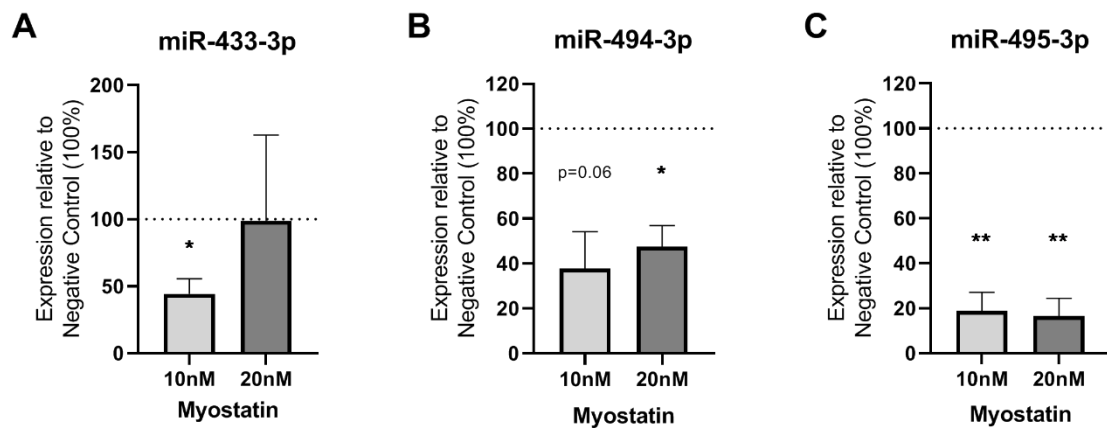 A
miR-433-3p
Expression relative to
Negative Control (100%)
200
150
100
50
0
*
10nM
20nM
Myostatin
B
miR-494-3p
Expression relative to
Negative Control (100%)
120
100
80
60
40
20
0
p=0.06
*
10nM
20nM
Myostatin
C
miR-495-3p
Expression relative to
Negative Control (100%)
120
100
80
60
40
20
0
**
**
10nM
20nM
Myostatin